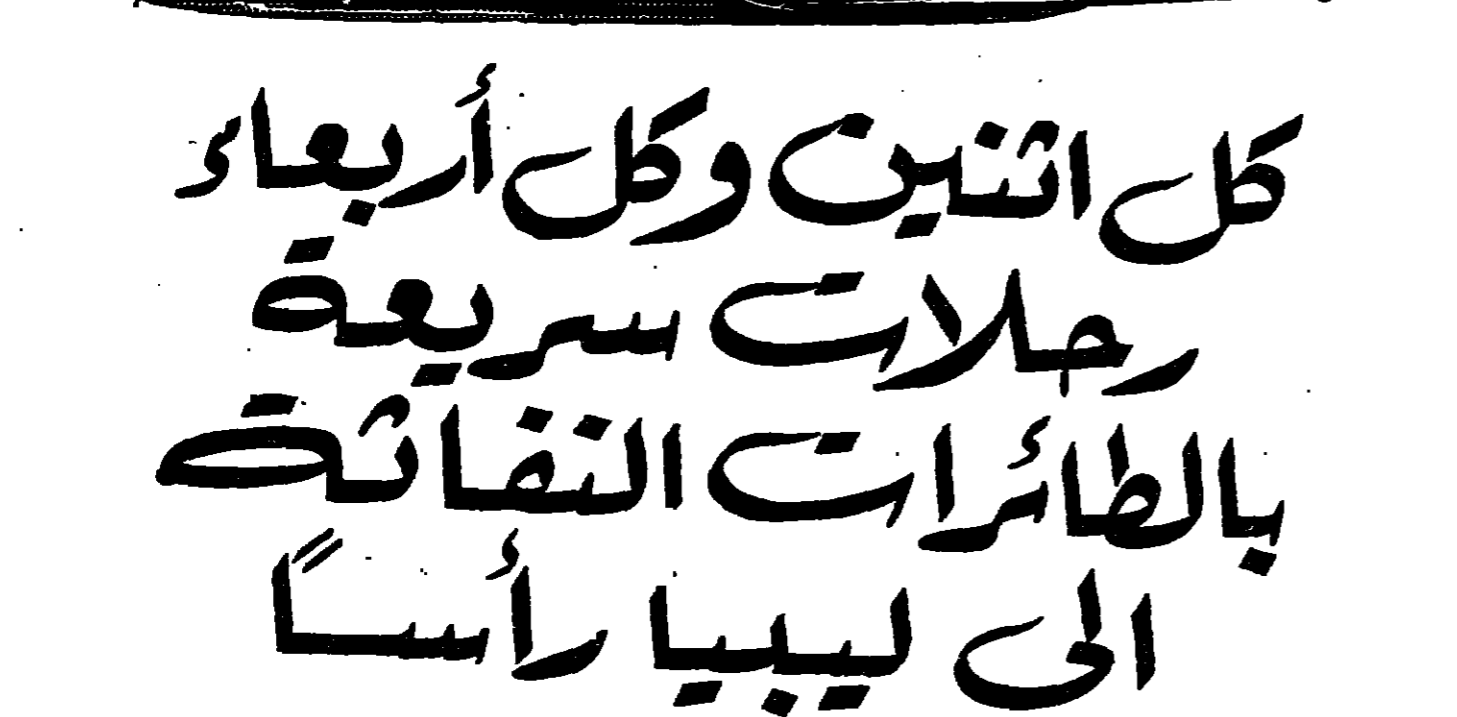 كل اثنين وكل أربعاء
رحلات سريعة
بالطائرات النفاثة
الى ليبيا رأساً